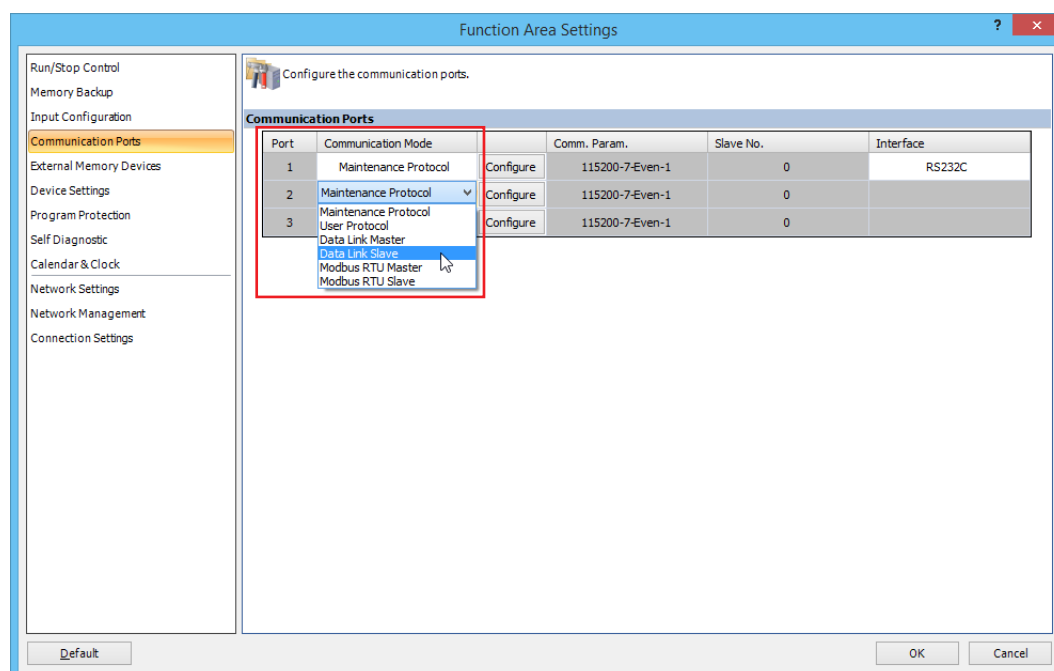 Function Area Settings ? ×
Run/Stop Control
Memory Backup
Input Configuration
Communication Ports
External Memory Devices
Device Settings
Program Protection
Self Diagnostic
Calendar & Clock
Network Settings
Network Management
Connection Settings
Configure the communication ports.
Communication Ports
Port Communication Mode Comm. Param. Slave No. Interface
1 Maintenance Protocol Configure 115200-7-Even-1 0 RS232C
2 Maintenance Protocol Configure 115200-7-Even-1 0
3 Configure 115200-7-Even-1 0
Maintenance Protocol
User Protocol
Data Link Master
Data Link Slave
Modbus RTU Master
Modbus RTU Slave
Default OK Cancel